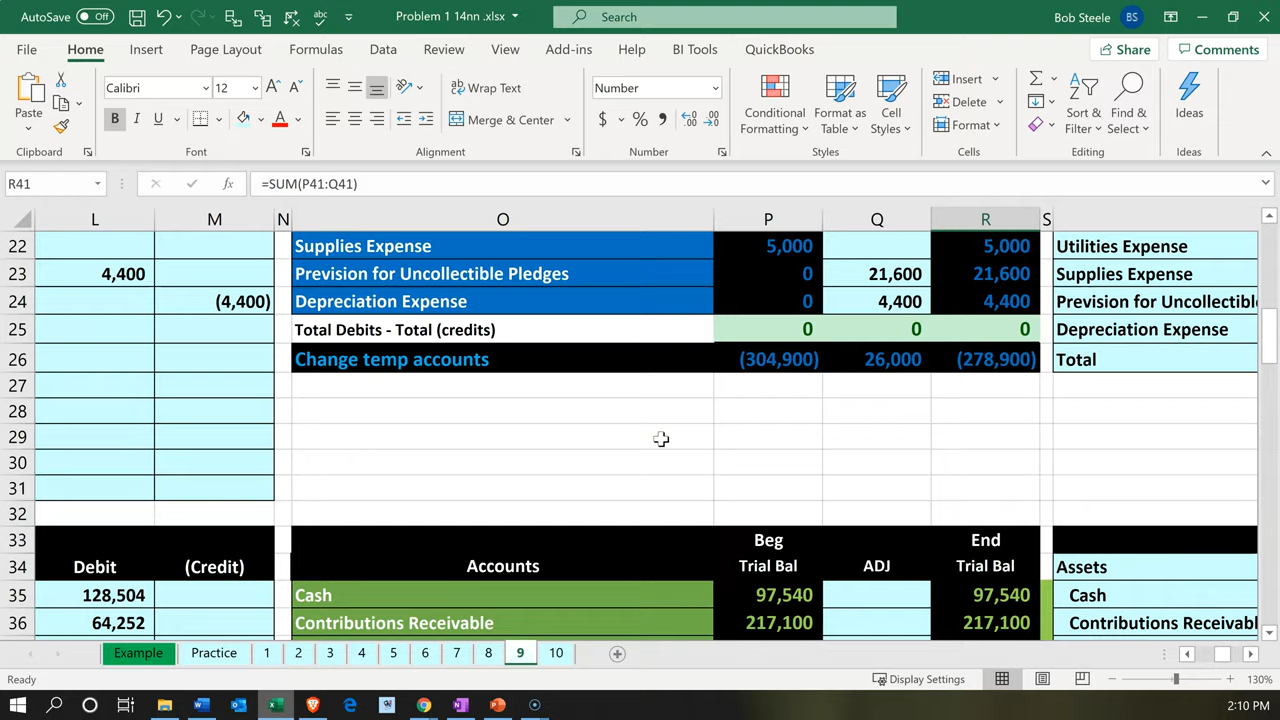 AutoSave Off Problem 1 14nn .xlsx Search Bob Steele BS
File Home Insert Page Layout Formulas Data Review View Add-ins Help BI Tools QuickBooks Share Comments
Calibri 12 Wrap Text Number Insert
Paste B I U Merge & Center $ % Conditional Formatting Format as Table Cell Styles Delete Format Sort & Filter Find & Select Ideas
Clipboard Font Alignment Number Styles Cells Editing Ideas
R41 fx =SUM(P41:Q41)
L M N O P Q R S
22 Supplies Expense 5,000 5,000 Utilities Expense
23 4,400 Prevision for Uncollectible Pledges 0 21,600 21,600 Supplies Expense
24 (4,400) Depreciation Expense 0 4,400 4,400 Prevision for Uncollectible
25 Total Debits - Total (credits) 0 0 0 Depreciation Expense
26 Change temp accounts (304,900) 26,000 (278,900) Total
27
28
29
30
31
32
33 Beg End
34 Debit (Credit) Accounts Trial Bal ADJ Trial Bal Assets
35 128,504 Cash 97,540 97,540 Cash
36 64,252 Contributions Receivable 217,100 217,100 Contributions Receivabl
Example Practice 1 2 3 4 5 6 7 8 9 10
Ready Display Settings 130%
2:10 PM